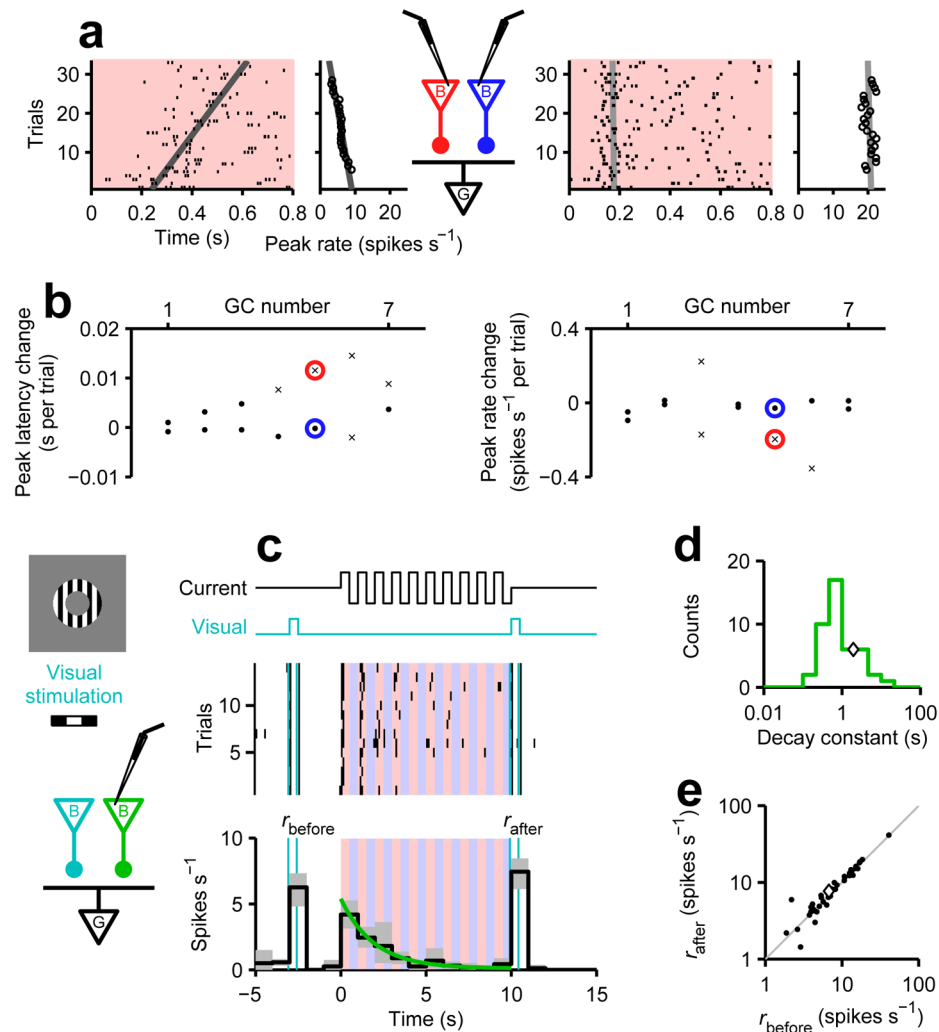 a
Trials
30
20
10
0
0.2
0.4
0.6
0.8
Time (s)
0
10
20
Peak rate (spikes s⁻¹)
B
B
G
30
20
10
0
0.2
0.4
0.6
0.8
0
10
20
b
1
GC number
7
Peak latency change
(s per trial)
0.02
0.01
0
−0.01
1
GC number
7
Peak rate change
(spikes s⁻¹ per trial)
0.4
0
−0.4
Visual
stimulation
B
B
G
c
Current
Visual
Trials
10
5
r before
r after
Spikes s⁻¹
10
5
0
−5
0
5
10
15
Time (s)
d
Counts
20
10
0
0.01
1
100
Decay constant (s)
e
r after (spikes s⁻¹)
100
10
1
1
10
100
r before (spikes s⁻¹)